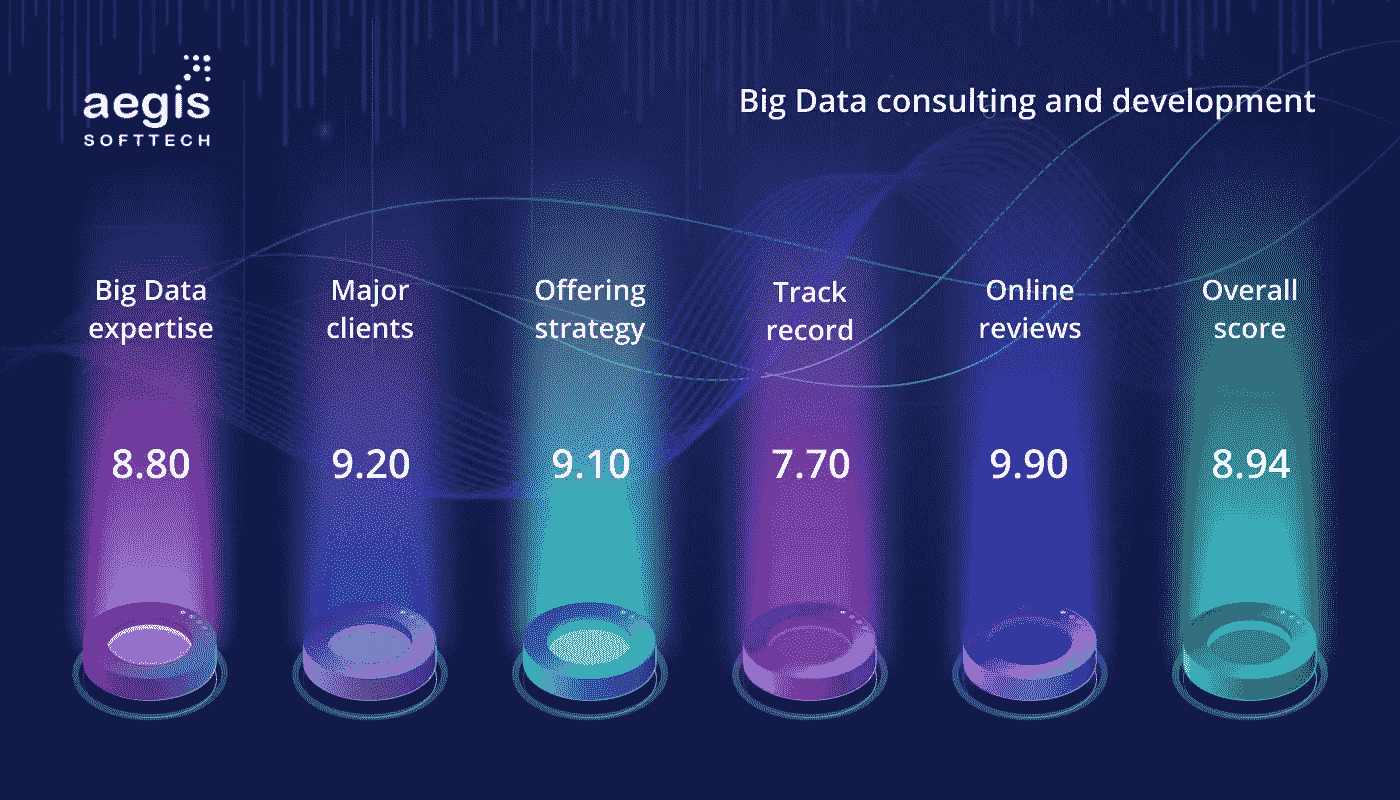 aegis
SOFTTECH
Big Data consulting and development
Big Data
expertise
Major
clients
Offering
strategy
Track
record
Online
reviews
Overall
score
8.80
9.20
9.10
7.70
9.90
8.94